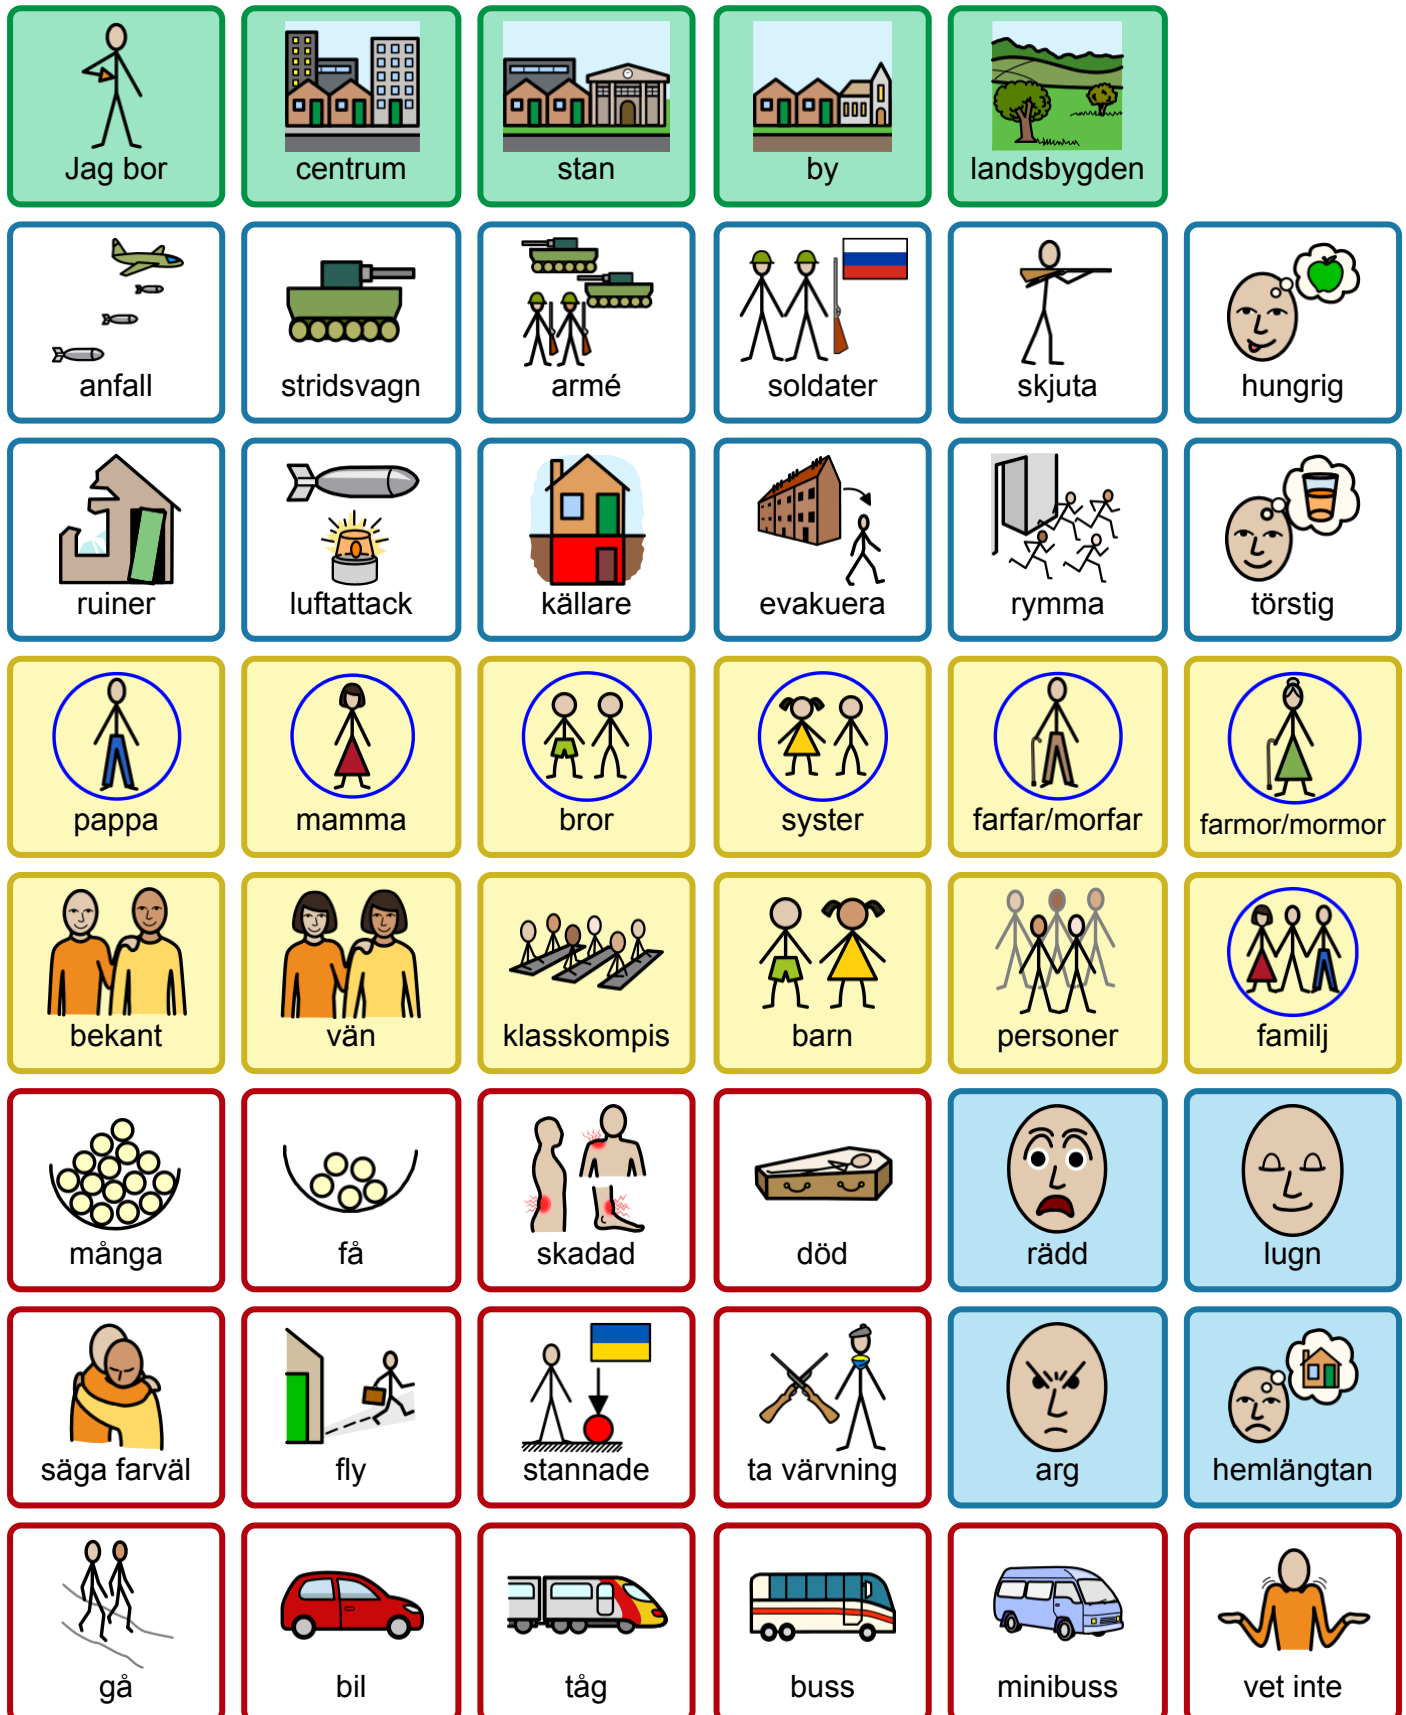 Jag bor
centrum
stan
by
landsbygden
anfall
stridsvagn
armé
soldater
skjuta
hungrig
ruiner
luftattack
källare
evakuera
rymma
törstig
pappa
mamma
bror
syster
farfar/morfar
farmor/mormor
bekant
vän
klasskompis
barn
personer
familj
många
få
skadad
död
rädd
lugn
säga farväl
fly
stannade
ta värvning
arg
hemlängtan
gå
bil
tåg
buss
minibuss
vet inte